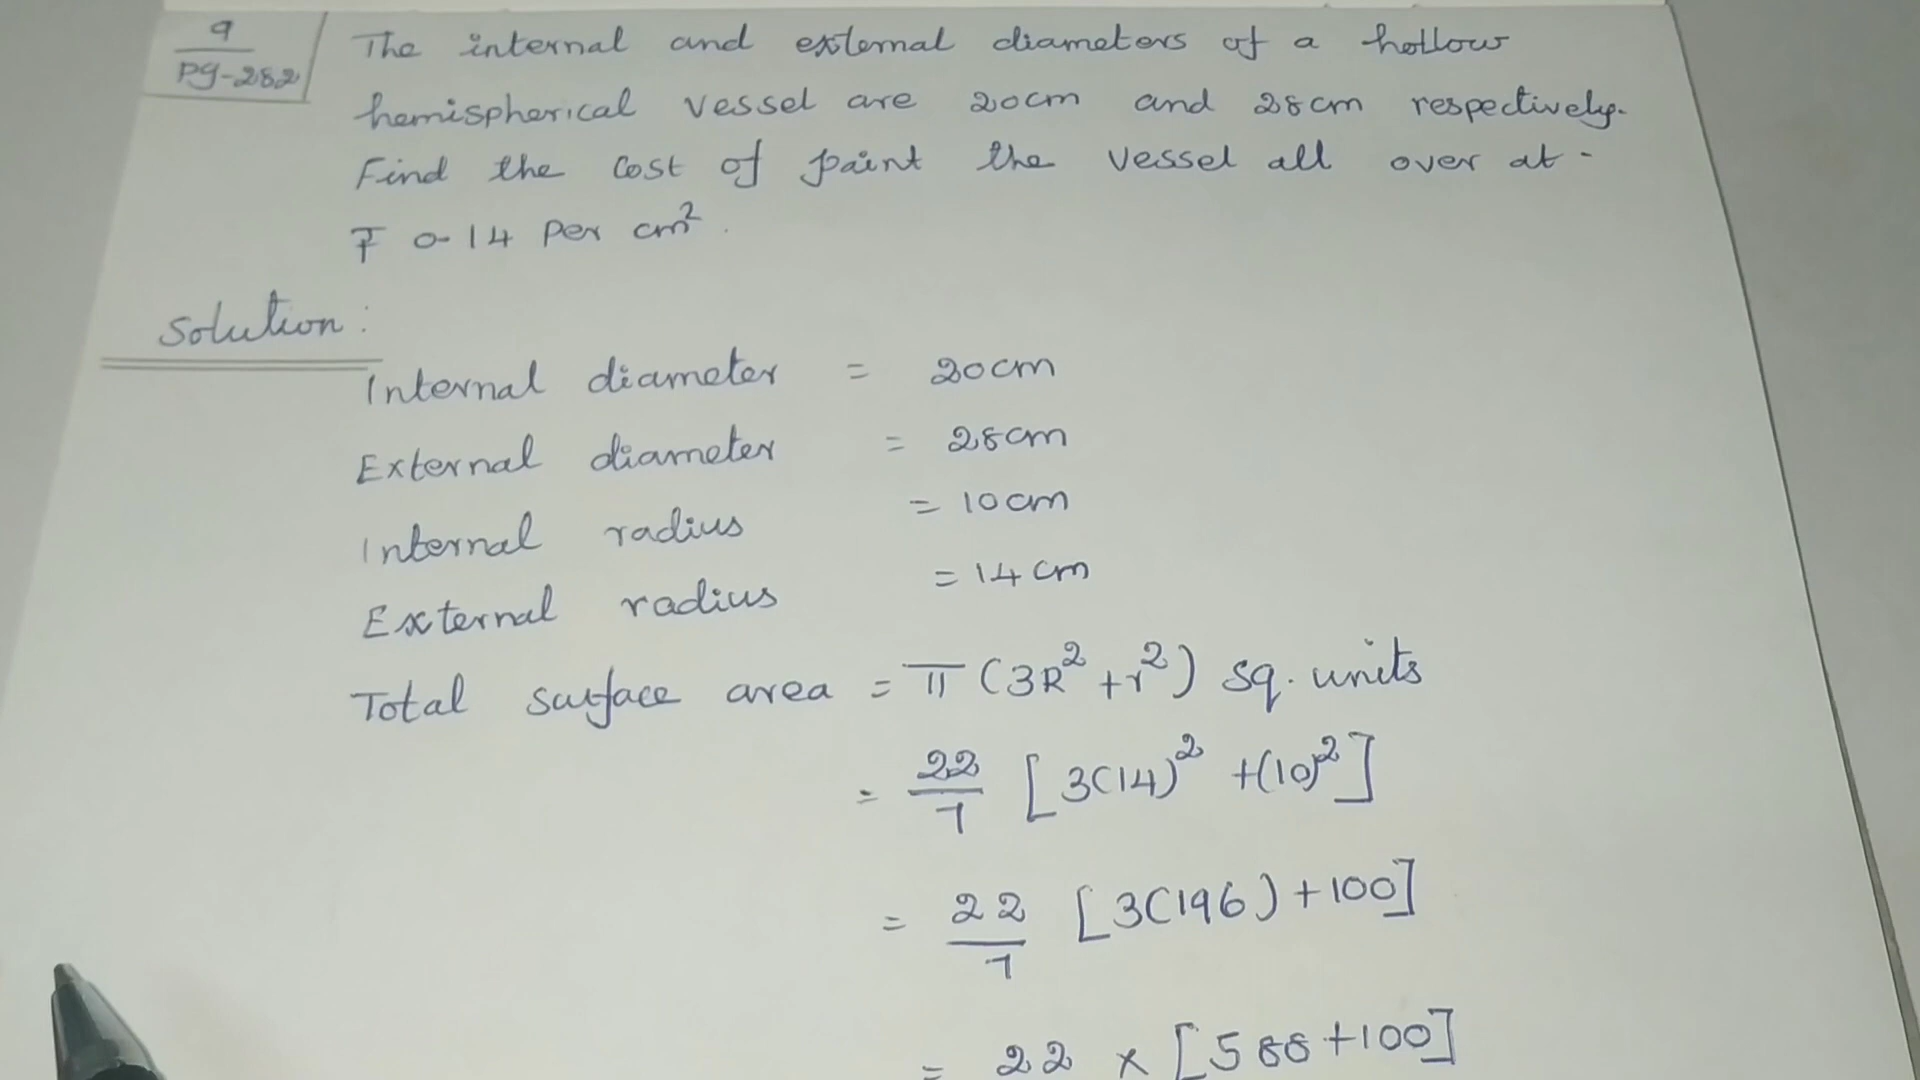 9
Pg-282
The internal and external diameters of a hollow
hemispherical vessel are 20cm and 28cm respectively.
Find the cost of paint the vessel all over at -
₹ 0-14 per cm²
Solution:
Internal diameter = 20cm
External diameter = 28cm
Internal radius = 10cm
External radius = 14cm
Total surface area = π (3R² + r²) sq. units
= 22/7 [3(14)² + (10)²]
= 22/7 [3(196) + 100]
= 22 × [588 + 100]